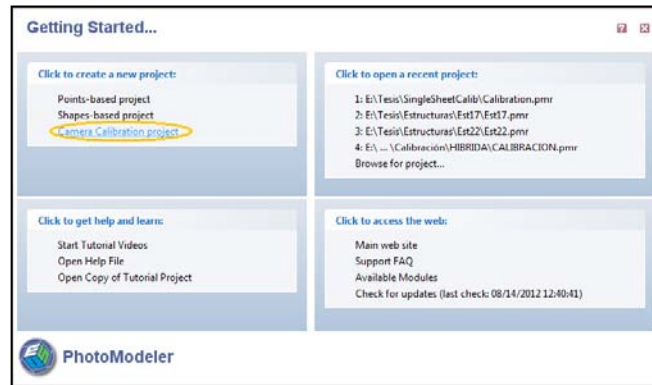 Getting Started...
Click to create a new project:
Points-based project
Shapes-based project
Camera Calibration project
Click to open a recent project:
1: E:\Tesis\SingleSheetCalib\Calibration.pmr
2: E:\Tesis\Estructuras\Est17\Est17.pmr
3: E:\Tesis\Estructuras\Est22\Est22.pmr
4: E:\ ... \Calibración\HIBRIDA\CALIBRACION.pmr
Browse for project...
Click to get help and learn:
Start Tutorial Videos
Open Help File
Open Copy of Tutorial Project
Click to access the web:
Main web site
Support FAQ
Available Modules
Check for updates (last check: 08/14/2012 12:40:41)
PhotoModeler